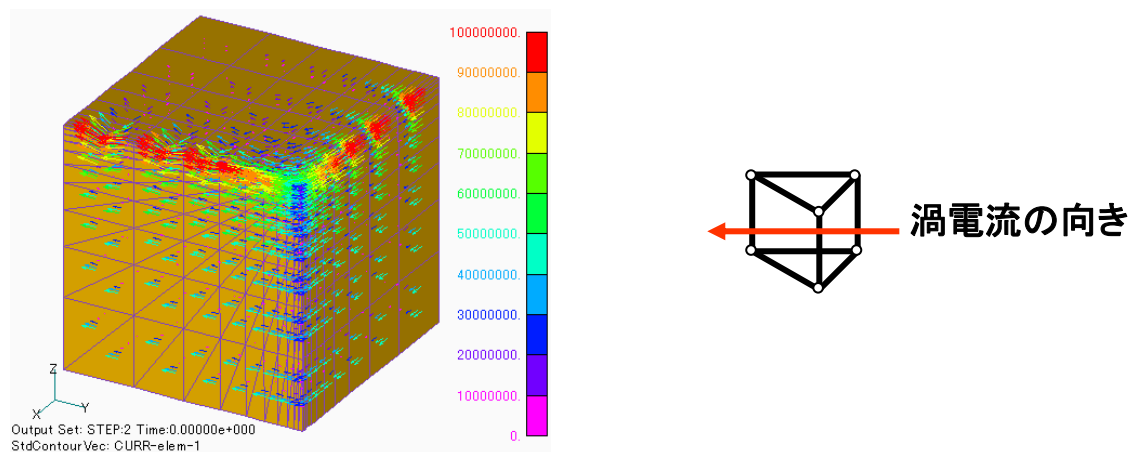 100000000.
90000000.
80000000.
70000000.
60000000.
50000000.
40000000.
30000000.
20000000.
10000000.
0.
Z
X
Y
Output Set: STEP:2 Time:0.00000e+000
StdContourVec: CURR-elem-1
渦電流の向き